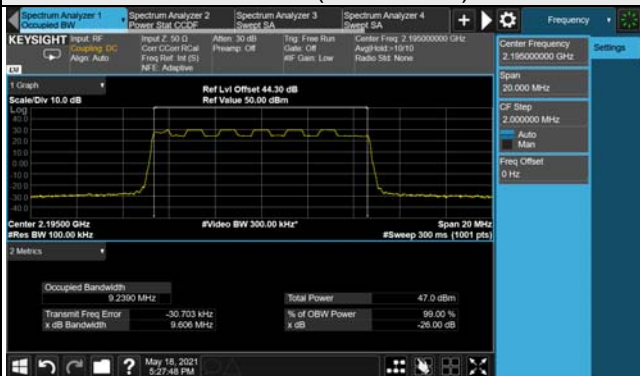 Spectrum Analyzer 1
Occupied BW
Spectrum Analyzer 2
Power Stat CCDF
Spectrum Analyzer 3
Swept SA
Spectrum Analyzer 4
Swept SA
Frequency
KEYSIGHT
Input: RF
Coupling: DC
Align: Auto
Input Z: 50 Ω
Corr CCorr RCal
Freq Ref: Int (S)
NFE: Adaptive
Atten: 30 dB
Preamp: Off
Trig: Free Run
Gate: Off
#IF Gain: Low
Center Freq: 2.195000000 GHz
Avg|Hold:>10/10
Radio Std: None
Center Frequency
2.195000000 GHz
Settings
Span
20.000 MHz
CF Step
2.000000 MHz
Auto
Man
Freq Offset
0 Hz
1 Graph
Scale/Div 10.0 dB
Ref Lvl Offset 44.30 dB
Ref Value 50.00 dBm
Log
40.0
30.0
20.0
10.0
0.00
-10.0
-20.0
-30.0
-40.0
Center 2.19500 GHz
#Res BW 100.00 kHz
#Video BW 300.00 kHz*
Span 20 MHz
#Sweep 300 ms (1001 pts)
2 Metrics
Occupied Bandwidth
9.2390 MHz
Total Power 47.0 dBm
Transmit Freq Error -30.703 kHz
% of OBW Power 99.00 %
x dB Bandwidth 9.606 MHz
x dB -26.00 dB
?
May 18, 2021
5:27:48 PM